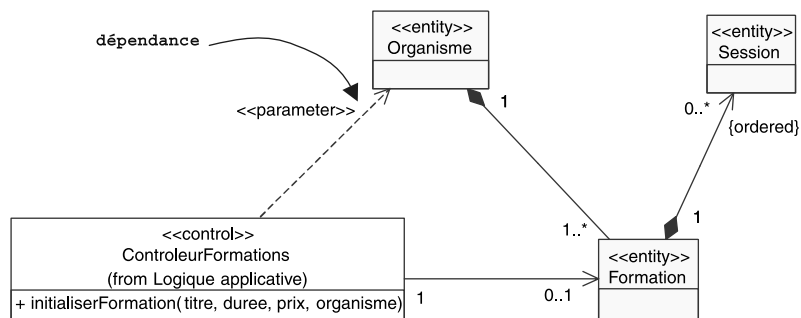 dépendance
<<entity>>
Organisme
<<entity>>
Session
<<parameter>>
1
0..*
{ordered}
<<control>>
ControleurFormations
(from Logique applicative)
+ initialiserFormation(titre, duree, prix, organisme)
1
0..1
1..*
1
<<entity>>
Formation